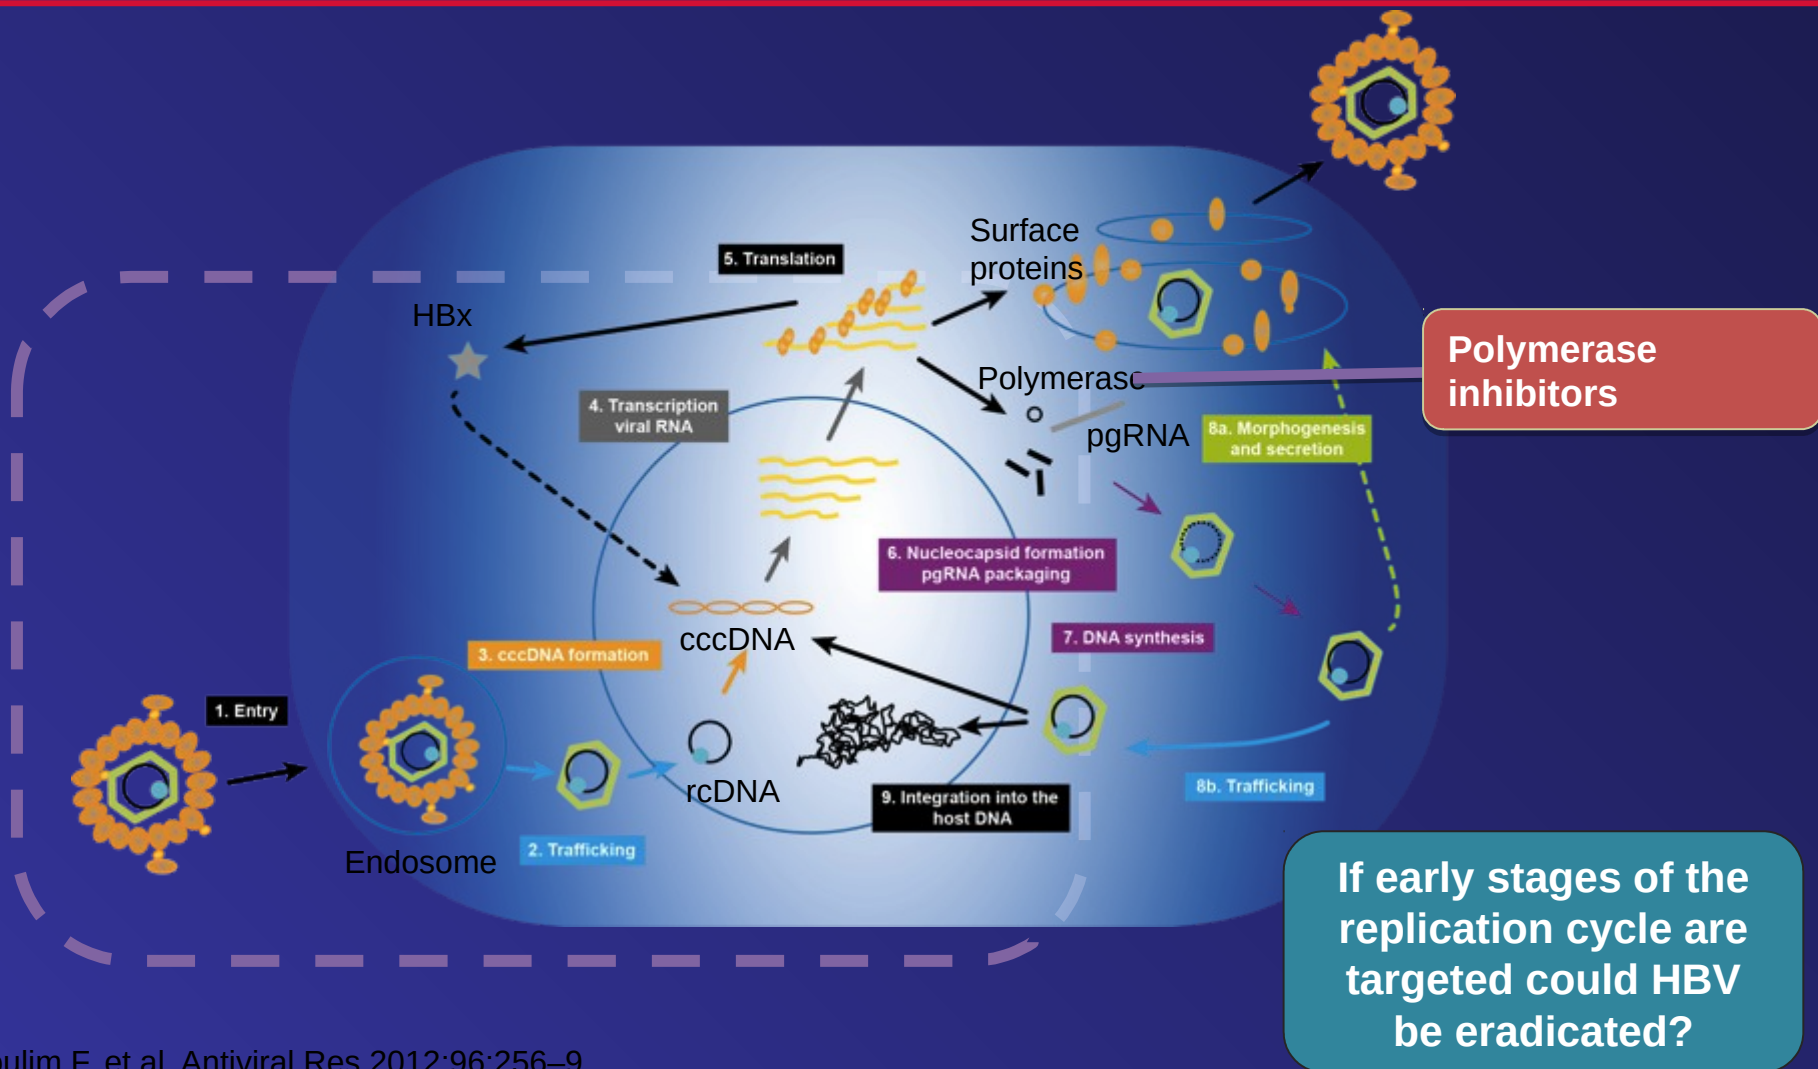 Surface
proteins
5. Translation
HBx
Polymerase
inhibitors
Polymerase
4. Transcription
viral RNA
pgRNA
8a. Morphogenesis
and secretion
6. Nucleocapsid formation
pgRNA packaging
7. DNA synthesis
cccDNA
3. cccDNA formation
1. Entry
rcDNA
9. Integration into the
host DNA
8b. Trafficking
2. Trafficking
Endosome
If early stages of the
replication cycle are
targeted could HBV
be eradicated?
F, et al. Antiviral Res 2012;96:256–9